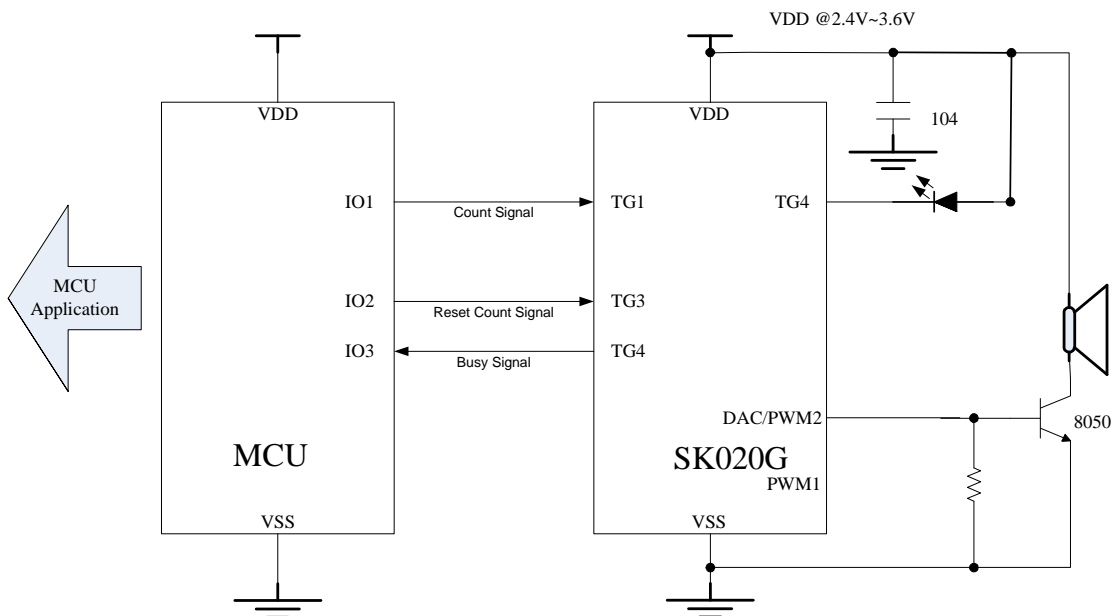 VDD @2.4V~3.6V
VDD
VDD
104
IO1
Count Signal
TG1
TG4
MCU
Application
IO2
Reset Count Signal
TG3
IO3
Busy Signal
TG4
DAC/PWM2
8050
MCU
SK020G
PWM1
VSS
VSS